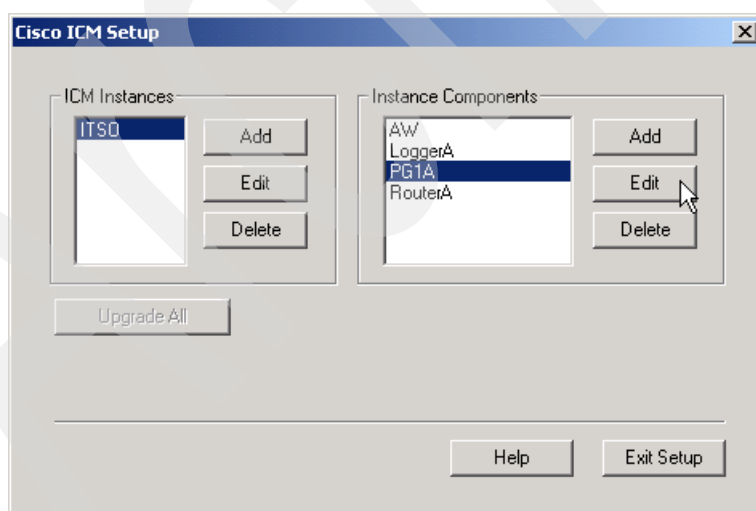 Cisco ICM Setup
ICM Instances
ITSO
Add
Edit
Delete
Instance Components
AW
LoggerA
PG1A
RouterA
Add
Edit
Delete
Upgrade All
Help
Exit Setup